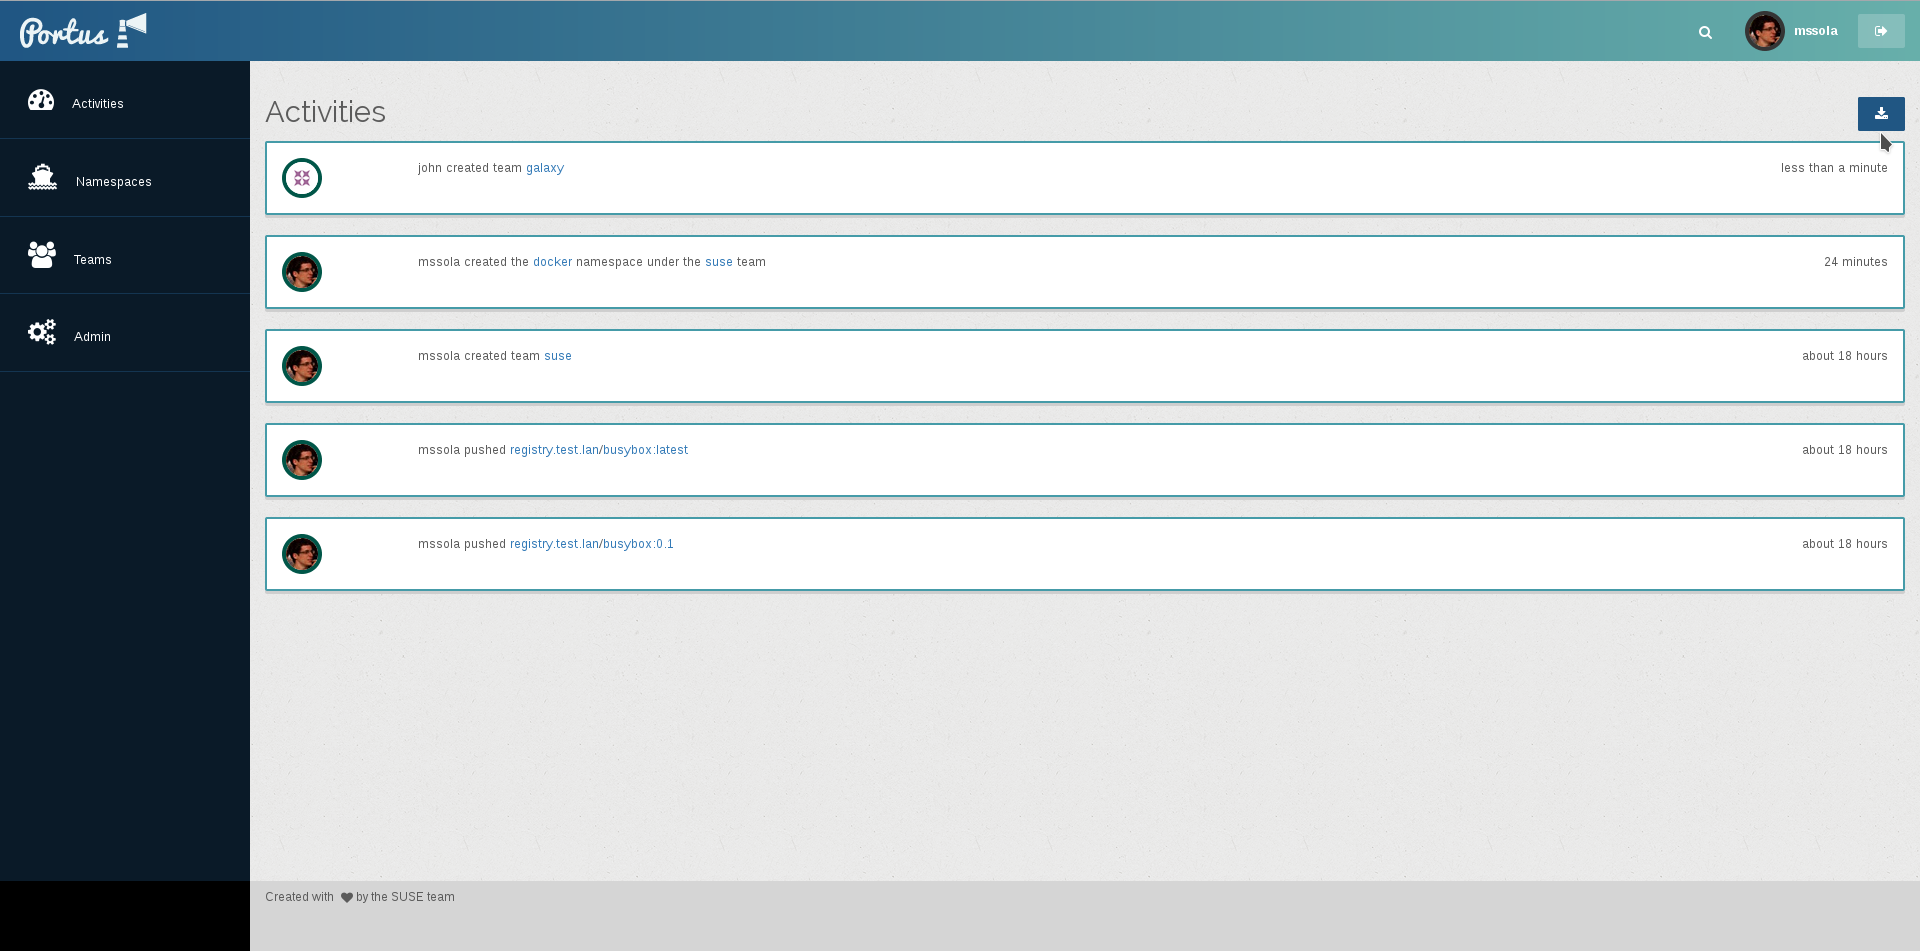 Portus
mssola
Activities
Namespaces
Teams
Admin
Activities
john created team galaxy less than a minute
mssola created the docker namespace under the suse team 24 minutes
mssola created team suse about 18 hours
mssola pushed registry.test.lan/busybox:latest about 18 hours
mssola pushed registry.test.lan/busybox:0.1 about 18 hours
Created with by the SUSE team